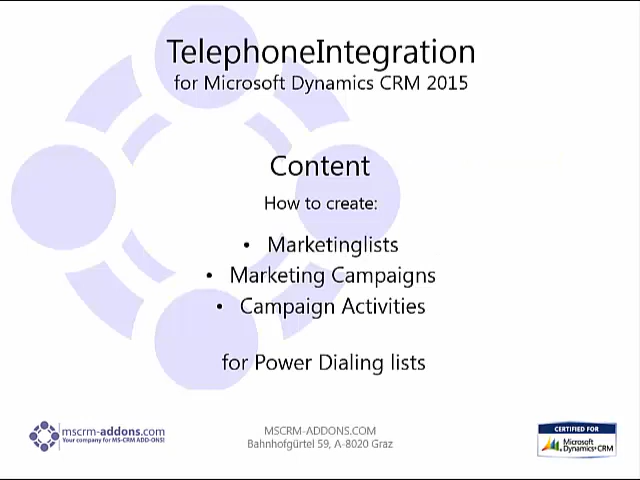 TelephoneIntegration
for Microsoft Dynamics CRM 2015
Content
How to create:
• Marketinglists
• Marketing Campaigns
• Campaign Activities
for Power Dialing lists
mscrm-addons.com
Your company for MS-CRM ADD-ONS!
MSCRM-ADDONS.COM
Bahnhofgürtel 59, A-8020 Graz
CERTIFIED FOR
Microsoft
Dynamics CRM